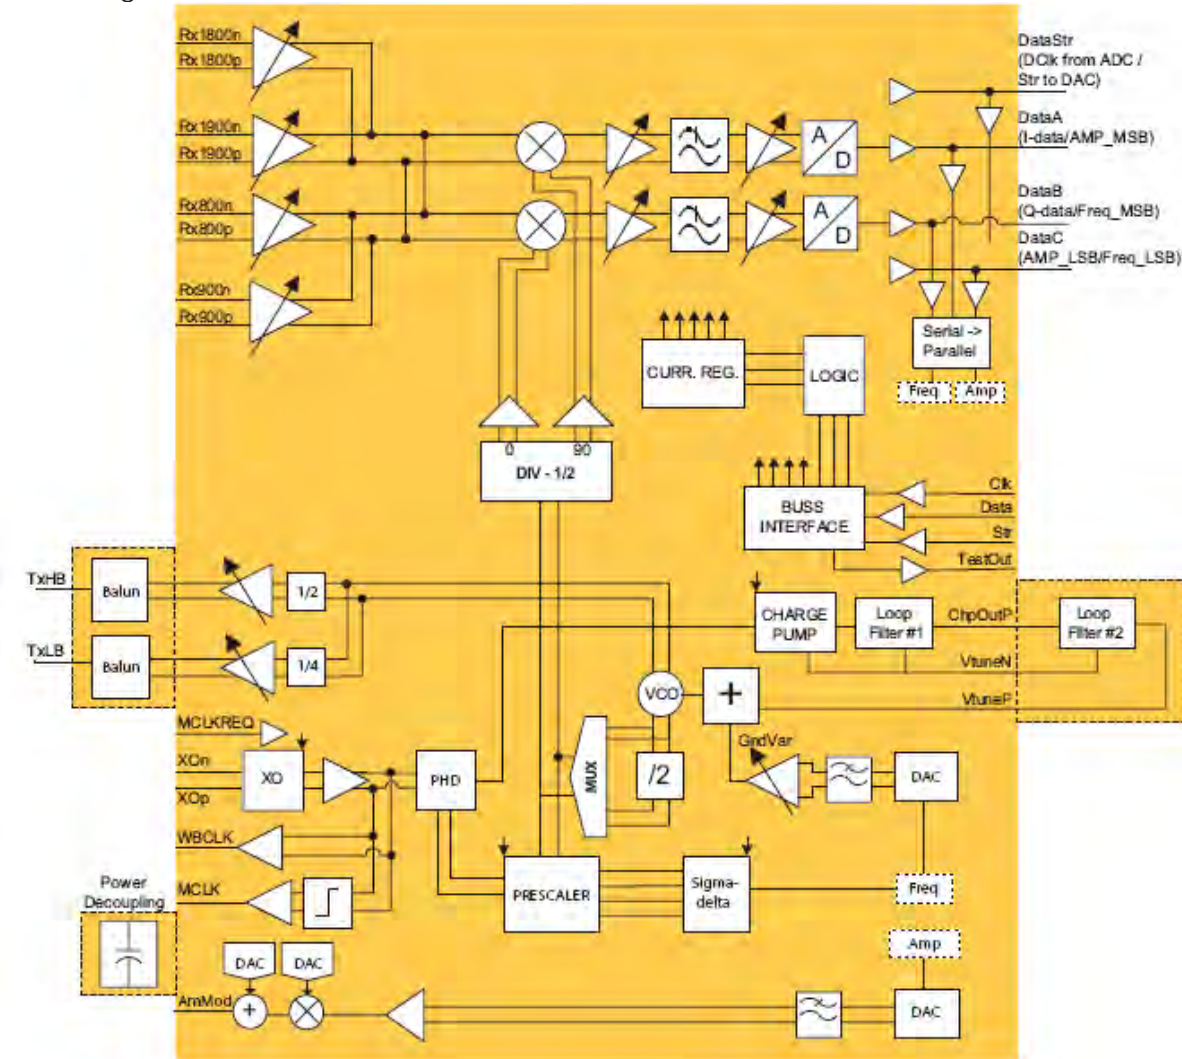 Rx1800n
Rx1800p
Rx1900n
Rx1900p
Rx800n
Rx800p
Rx900n
Rx900p
A
D
A
D
DataStr
(DClk from ADC /
Str to DAC)
DataA
(I-data/AMP_MSB)
DataB
(Q-data/Freq_MSB)
DataC
(AMP_LSB/Freq_LSB)
Serial ->
Parallel
Freq
Amp
CURR. REG.
LOGIC
0
90
DIV - 1/2
BUSS
INTERFACE
Clk
Data
Str
TestOut
TxHB
Balun
1/2
TxLB
Balun
1/4
CHARGE
PUMP
Loop
Filter #1
ChpOutP
Loop
Filter #2
VtuneN
VtuneP
VCO
+
MCLKREQ
XOn
XO
XOp
PHD
MUX
/2
GndVar
DAC
WBCLK
MCLK
PRESCALER
Sigma-
delta
Freq
Power
Decoupling
Amp
DAC
DAC
AmMod
+
DAC